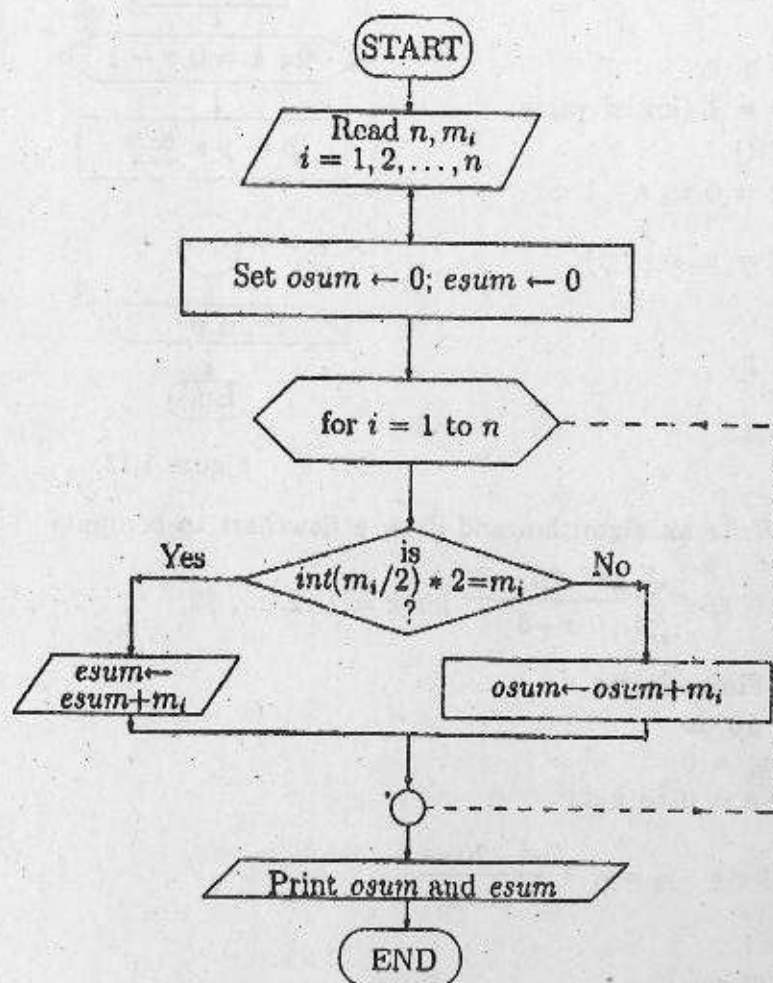 START
Read n, mᵢ
i = 1, 2, ..., n
Set osum ← 0; esum ← 0
for i = 1 to n
is
int(mᵢ/2) * 2=mᵢ
?
Yes
No
esum←
esum+mᵢ
osum←osum+mᵢ
Print osum and esum
END